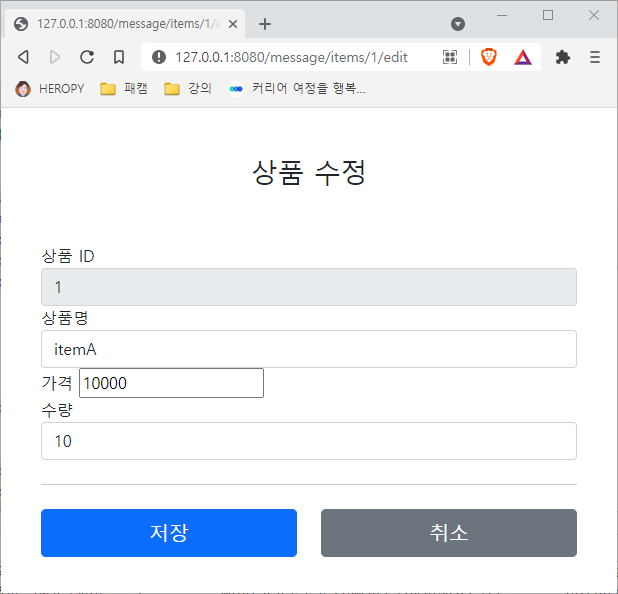 127.0.0.1:8080/message/items/1/e
127.0.0.1:8080/message/items/1/edit
HEROPY 패캠 강의 커리어 여정을 행복...
상품 수정
상품 ID
1
상품명
itemA
가격 10000
수량
10
저장 취소